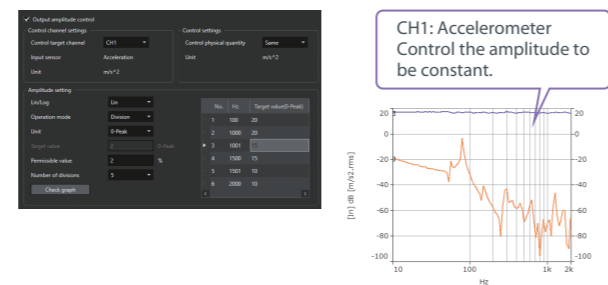 Output amplitude control
Control channel settings
Control target channel CH1
Input sensor Acceleration
Unit m/s^2
Control settings
Control physical quantity Same
Unit m/s^2
Amplitude setting
Lin/Log Lin
Operation mode Division
Unit 0-Peak
Target value 2 0-Peak
Permissible value 2 %
Number of divisions 5
Check graph
No. Hz Target value(0-Peak)
1 100 20
2 1000 20
3 1001 15
4 1500 15
5 1501 10
6 2000 10
CH1: Accelerometer
Control the amplitude to
be constant.
[In] dB [m/s2.rms]
20 20
0 0
-20 -20
-40 -40
-60 -60
-80 -80
-100 -100
10 100 1k 2k
Hz